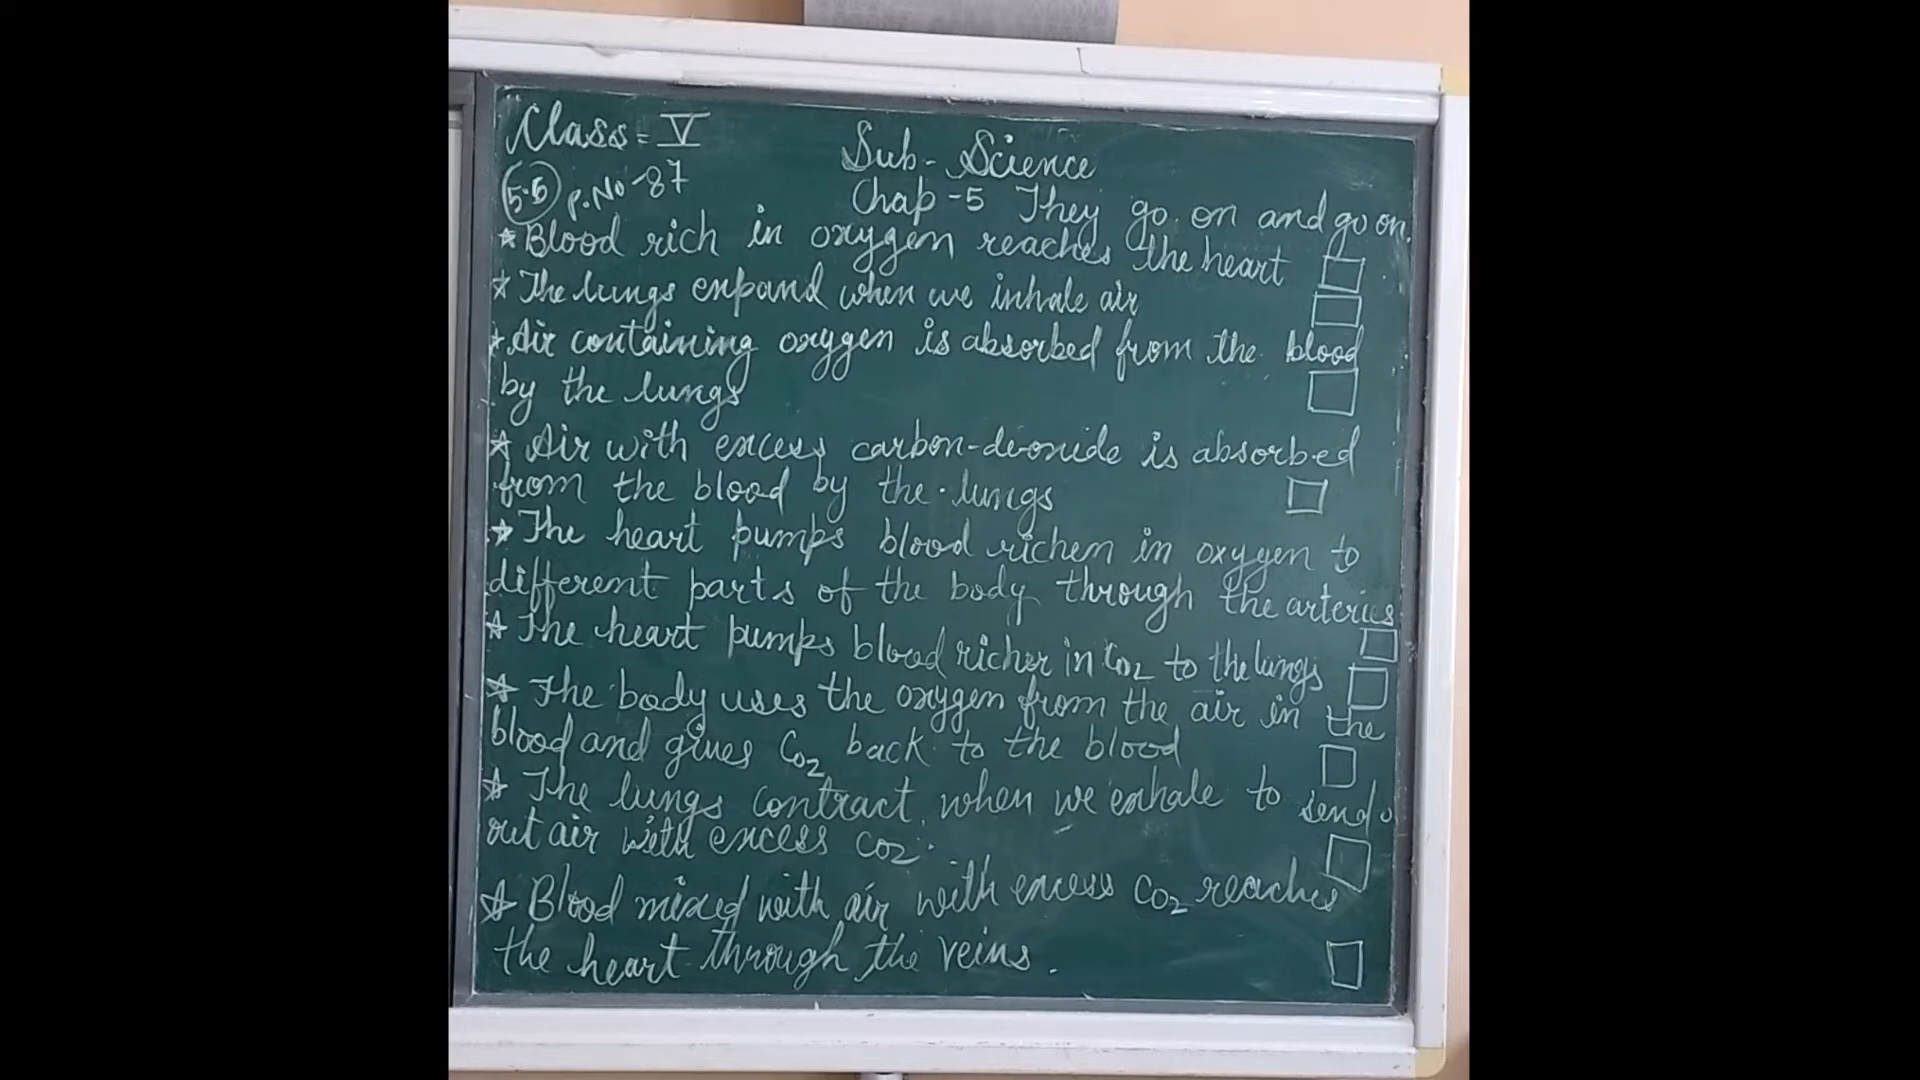 Class = V
Sub - Science
5.5 P.No - 87
Chap - 5 They go on and go on.
* Blood rich in oxygen reaches the heart
* The lungs expand when we inhale air
* Air containing oxygen is absorbed from the blood
by the lungs
* Air with excess carbon-deoxide is absorbed
from the blood by the lungs
* The heart pumps blood richem in oxygen to
different parts of the body through the arteries
* The heart pumps blood richer in CO2 to the lungs
* The body uses the oxygen from the air in the
blood and gives CO2 back to the blood
* The lungs contract when we exhale to send
out air with excess CO2.
* Blood mixed with air with excess CO2 reaches
the heart through the veins.